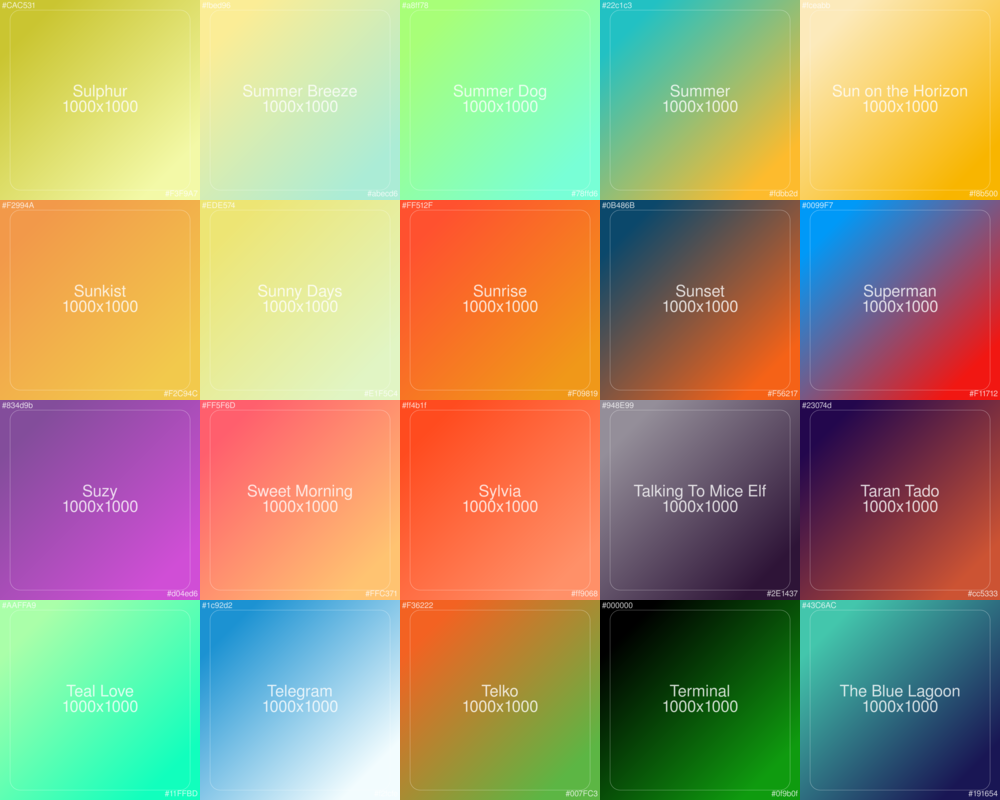 #CAC531
Sulphur
1000x1000
Summer Breeze
1000x1000
#abecd6
#a8ff78
Summer Dog
1000x1000
#78ffd6
#22c1c3
Summer
1000x1000
#fdbb2d
Sun on the Horizon
1000x1000
#f8b500
#F2994A
Sunkist
1000x1000
#F2C94C
#EDE574
Sunny Days
1000x1000
#E1F5C4
#FF512F
Sunrise
1000x1000
#F09819
#0B486B
Sunset
1000x1000
#F56217
#0099F7
Superman
1000x1000
#F11712
#834d9b
Suzy
1000x1000
#d04ed6
#FF5F6D
Sweet Morning
1000x1000
#FFC371
#ff4b1f
Sylvia
1000x1000
#ff9068
#948E99
Talking To Mice Elf
1000x1000
#2E1437
#23074d
Taran Tado
1000x1000
#cc5333
#AAFFA9
Teal Love
1000x1000
#11FFBD
#1c92d2
Telegram
1000x1000
#F36222
Telko
1000x1000
#007FC3
#000000
Terminal
1000x1000
#0f9b0f
#43C6AC
The Blue Lagoon
1000x1000
#191654